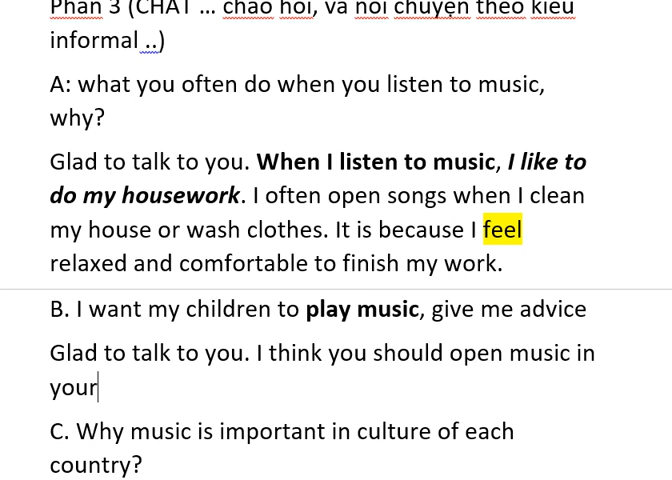 Phần 3 (CHAT ... chào hỏi, và nói chuyện theo kiểu
informal ..)
A: what you often do when you listen to music,
why?
Glad to talk to you. When I listen to music, I like to
do my housework. I often open songs when I clean
my house or wash clothes. It is because I feel
relaxed and comfortable to finish my work.
B. I want my children to play music, give me advice
Glad to talk to you. I think you should open music in
your
C. Why music is important in culture of each
country?